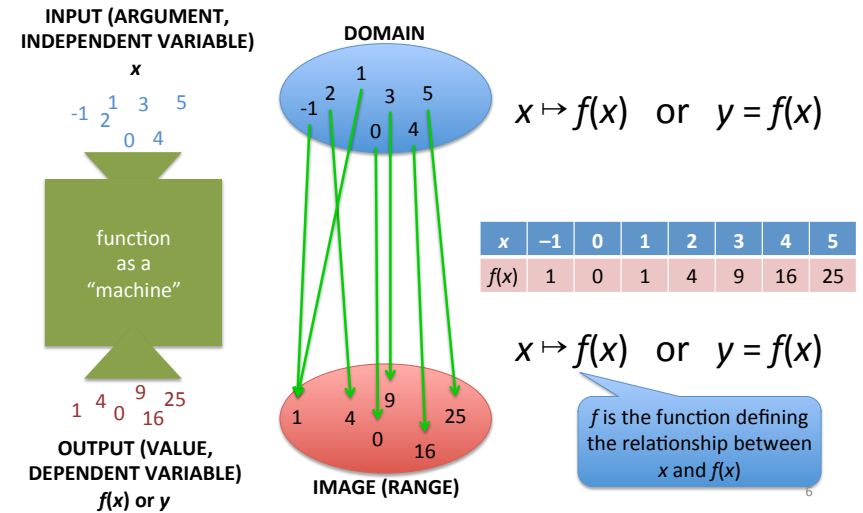 INPUT (ARGUMENT,
INDEPENDENT VARIABLE)
x
-1 2 1 3 5
0 4
function
as a
“machine”
1 4 0 9 16 25
OUTPUT (VALUE,
DEPENDENT VARIABLE)
f(x) or y
DOMAIN
-1 2 1 3 5
0 4
1 4 9 25
0 16
IMAGE (RANGE)
x ↦ f(x) or y = f(x)
x –1 0 1 2 3 4 5
f(x) 1 0 1 4 9 16 25
x ↦ f(x) or y = f(x)
f is the function defining
the relationship between
x and f(x)
6